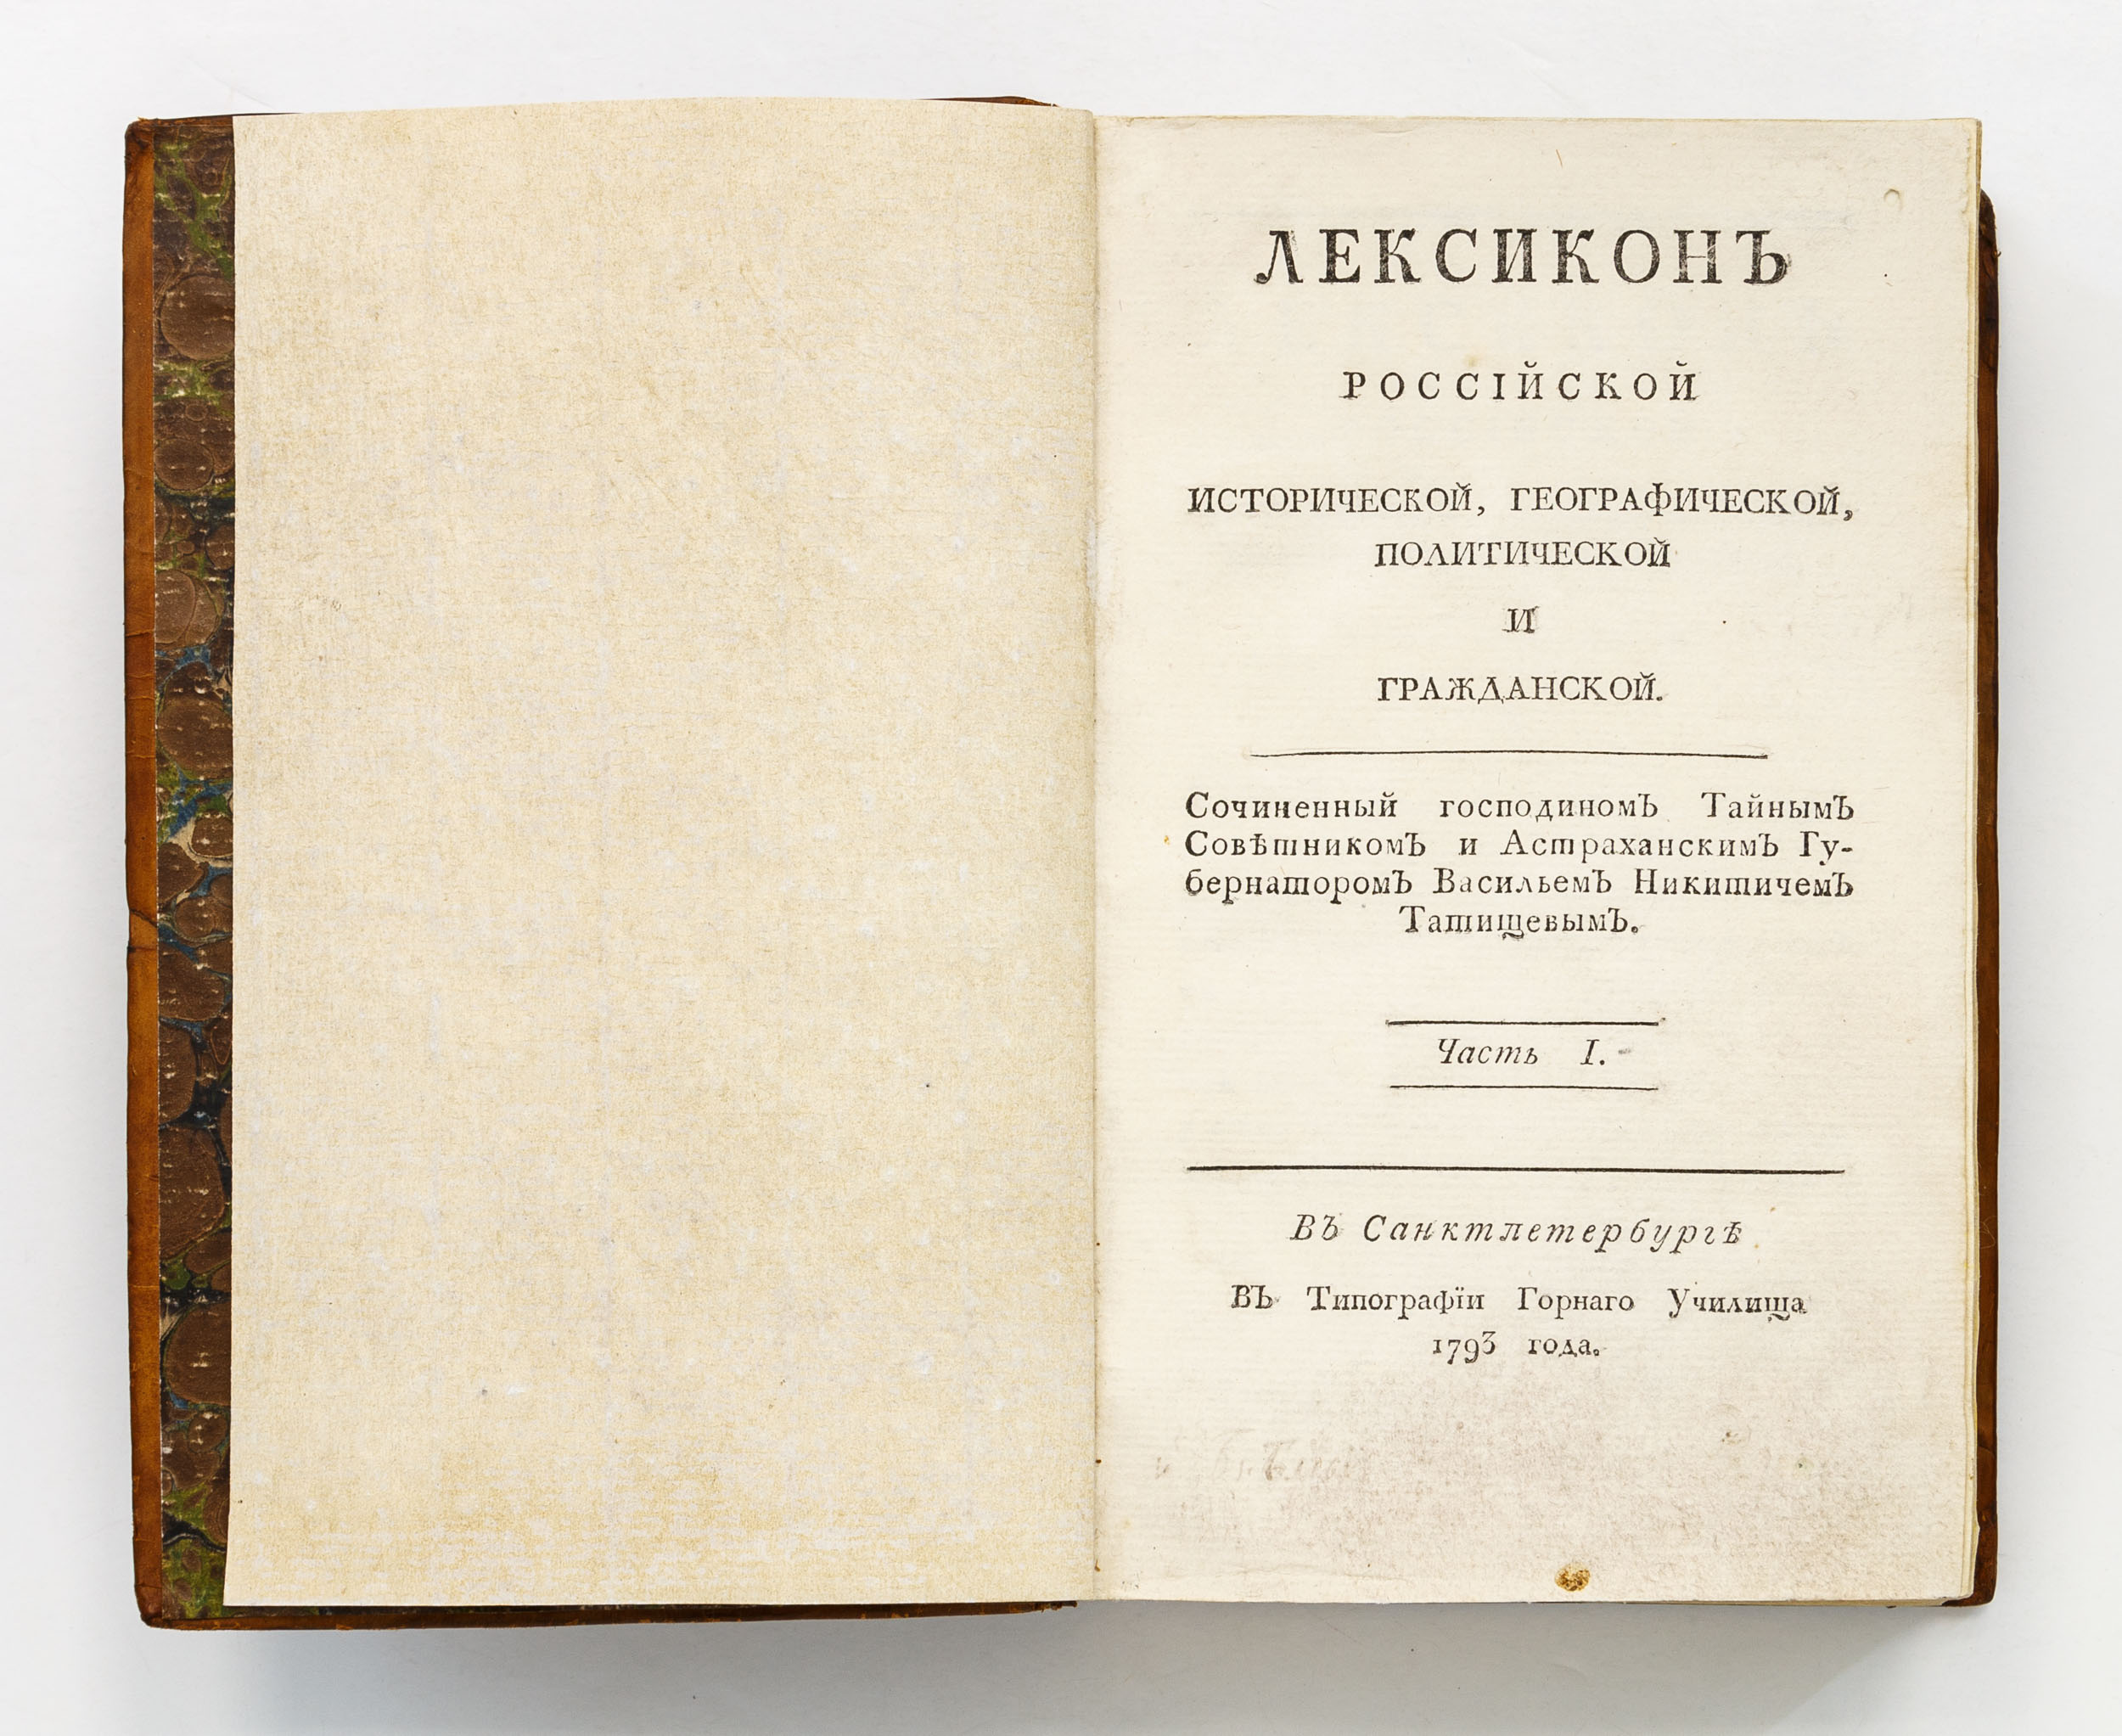 ЛЕКСИКОНЪ
РОССІЙСКОЙ
ИСТОРИЧЕСКОЙ, ГЕОГРАФИЧЕСКОЙ,
ПОЛИТИЧЕСКОЙ
И
ГРАЖДАНСКОЙ.
Сочиненный господиномЪ ТайнымЪ
СовѣтникомЪ и АстраханскимЪ Гу-
бернаторомЪ ВасильемЪ НикитичемЪ
ТатищевымЪ.
Часть I.
ВЪ Санктпетербургѣ
ВЪ Типографїи Горнаго Училища
1793 года.